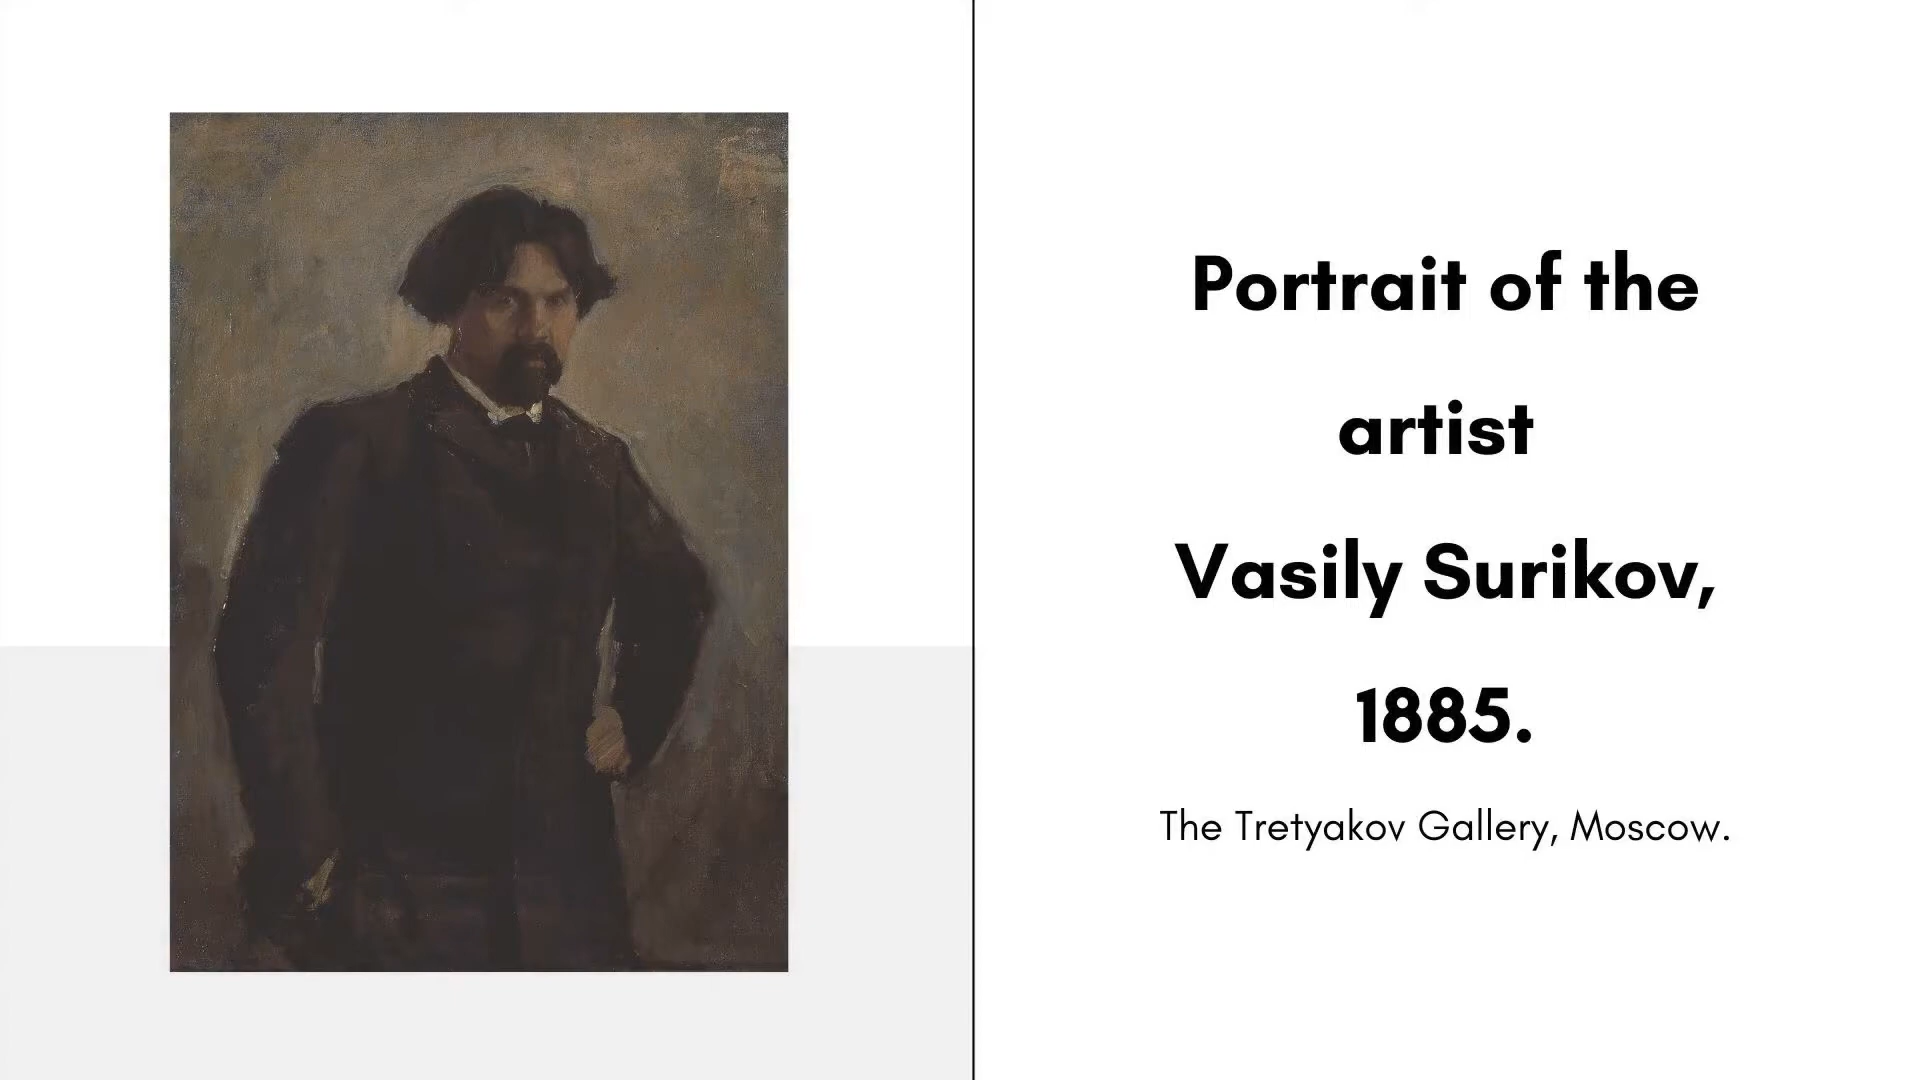 Portrait of the
artist
Vasily Surikov,
1885.
The Tretyakov Gallery, Moscow.